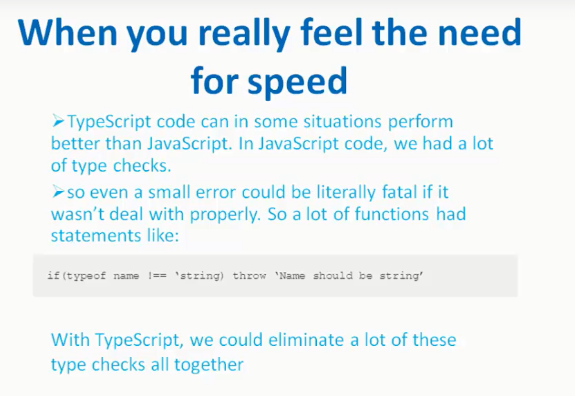 When you really feel the need
for speed
➢TypeScript code can in some situations perform
better than JavaScript. In JavaScript code, we had a lot
of type checks.
➢so even a small error could be literally fatal if it
wasn’t deal with properly. So a lot of functions had
statements like:
if(typeof name !== ‘string) throw ‘Name should be string’
With TypeScript, we could eliminate a lot of these
type checks all together